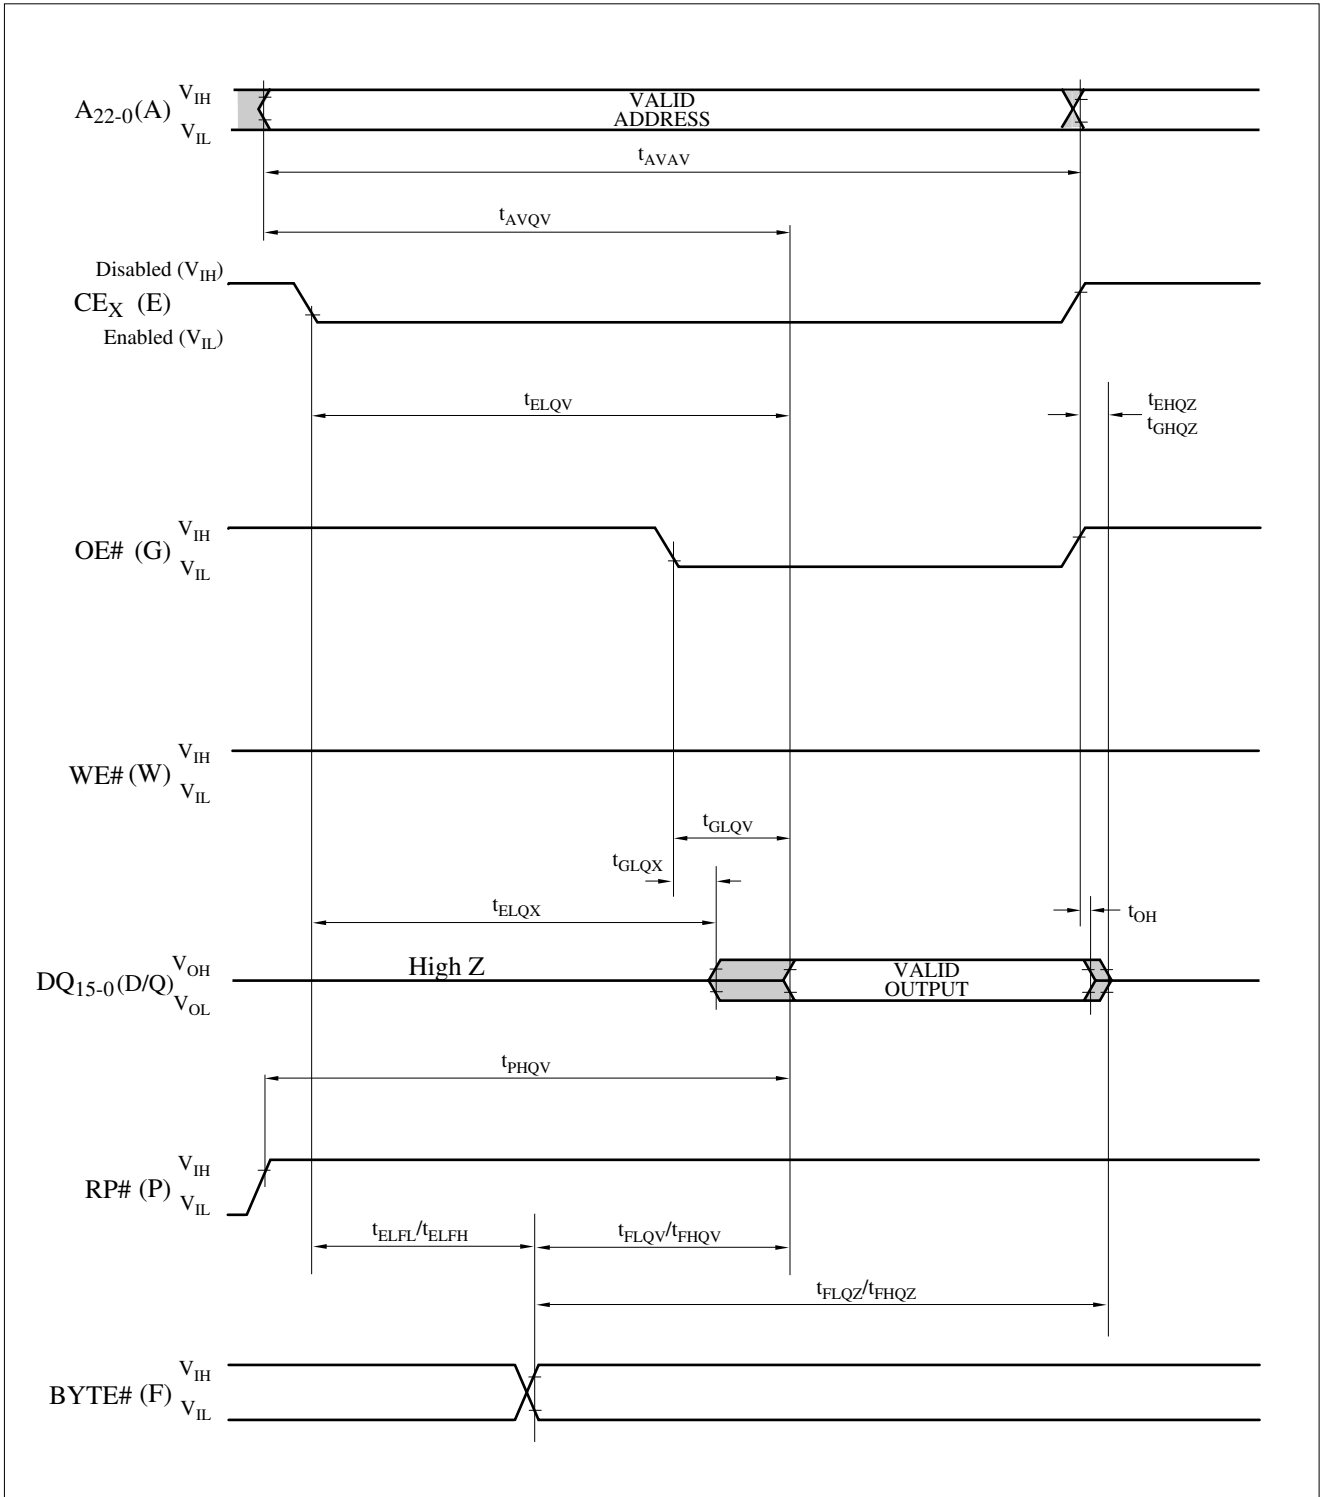 A22-0(A) VIH
VIL
VALID
ADDRESS
tAVAV
tAVQV
Disabled (VIH)
CEX (E)
Enabled (VIL)
tELQV
tEHQZ
tGHQZ
OE# (G) VIH
VIL
WE# (W) VIH
VIL
tGLQV
tGLQX
tELQX
tOH
DQ15-0(D/Q) VOH
VOL
High Z
VALID
OUTPUT
tPHQV
RP# (P) VIH
VIL
tELFL/tELFH
tFLQV/tFHQV
tFLQZ/tFHQZ
BYTE# (F) VIH
VIL